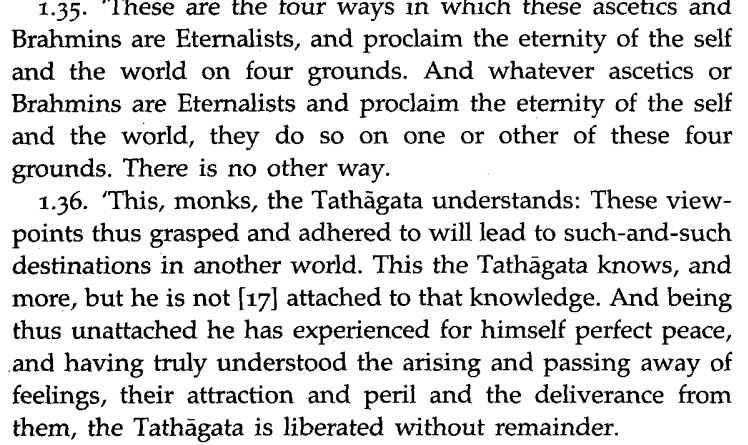 1.35. 'These are the four ways in which these ascetics and
Brahmins are Eternalists, and proclaim the eternity of the self
and the world on four grounds. And whatever ascetics or
Brahmins are Eternalists and proclaim the eternity of the self
and the world, they do so on one or other of these four
grounds. There is no other way.
1.36. 'This, monks, the Tathāgata understands: These view-
points thus grasped and adhered to will lead to such-and-such
destinations in another world. This the Tathāgata knows, and
more, but he is not [17] attached to that knowledge. And being
thus unattached he has experienced for himself perfect peace,
and having truly understood the arising and passing away of
feelings, their attraction and peril and the deliverance from
them, the Tathāgata is liberated without remainder.